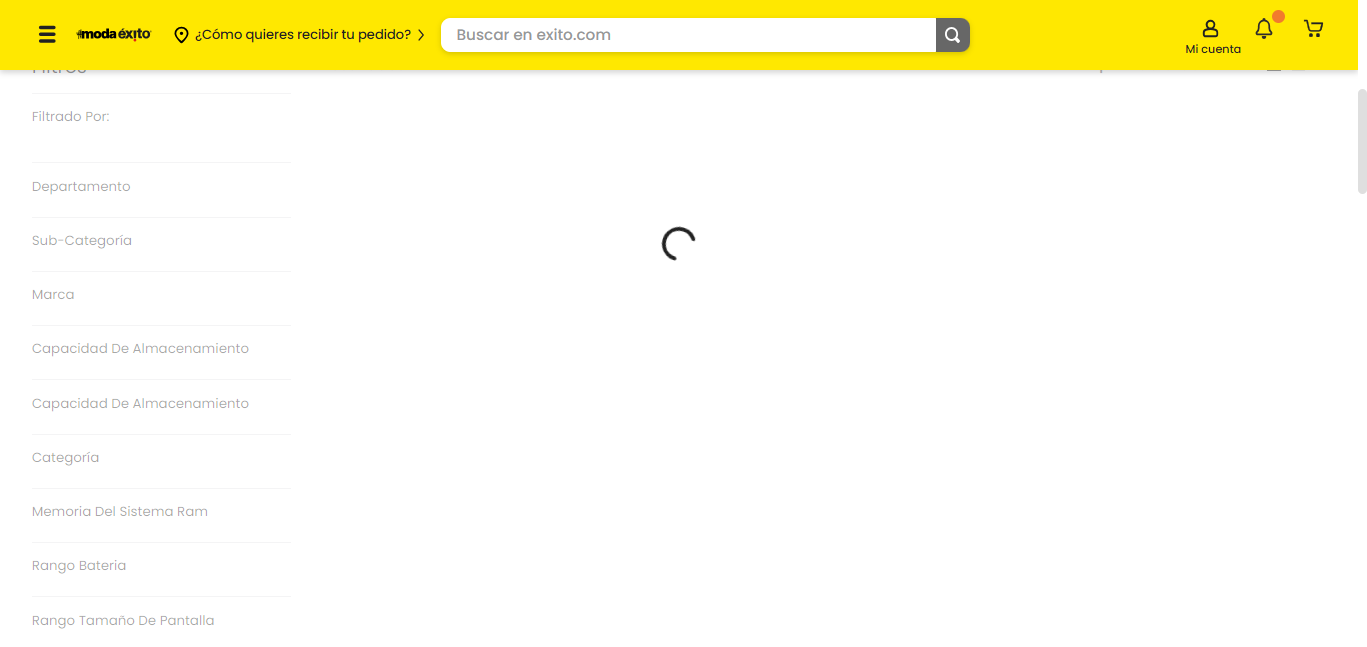 moda éxito
¿Cómo quieres recibir tu pedido?
Buscar en exito.com
Mi cuenta
Filtros
Filtrado Por:
Departamento
Sub-Categoría
Marca
Capacidad De Almacenamiento
Capacidad De Almacenamiento
Categoría
Memoria Del Sistema Ram
Rango Bateria
Rango Tamaño De Pantalla